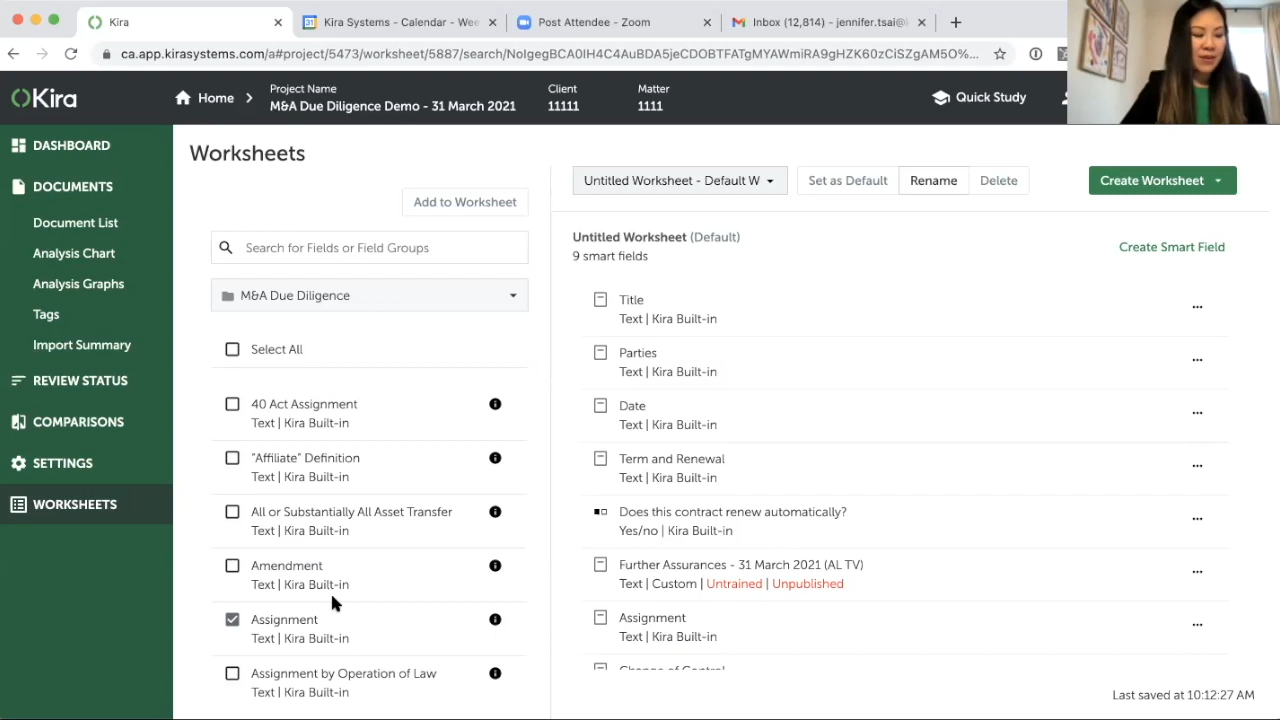 Kira
Kira Systems - Calendar - Wee
Post Attendee - Zoom
Inbox (12,814) - jennifer.tsai@
ca.app.kirasystems.com/a#project/5473/worksheet/5887/search/NoIgegBCA0IH4C4AuBDA5jeCDOBTFATgMYAWmiRA9gHZK60zCiSZgAM5O%...
Kira
Home
Project Name
M&A Due Diligence Demo - 31 March 2021
Client
11111
Matter
1111
Quick Study
DASHBOARD
DOCUMENTS
Document List
Analysis Chart
Analysis Graphs
Tags
Import Summary
REVIEW STATUS
COMPARISONS
SETTINGS
WORKSHEETS
Worksheets
Add to Worksheet
Search for Fields or Field Groups
M&A Due Diligence
Select All
40 Act Assignment
Text | Kira Built-in
"Affiliate" Definition
Text | Kira Built-in
All or Substantially All Asset Transfer
Text | Kira Built-in
Amendment
Text | Kira Built-in
Assignment
Text | Kira Built-in
Assignment by Operation of Law
Text | Kira Built-in
Untitled Worksheet - Default W
Set as Default
Rename
Delete
Create Worksheet
Untitled Worksheet (Default)
9 smart fields
Create Smart Field
Title
Text | Kira Built-in
Parties
Text | Kira Built-in
Date
Text | Kira Built-in
Term and Renewal
Text | Kira Built-in
Does this contract renew automatically?
Yes/no | Kira Built-in
Further Assurances - 31 March 2021 (AL TV)
Text | Custom | Untrained | Unpublished
Assignment
Text | Kira Built-in
Change of Control
Last saved at 10:12:27 AM